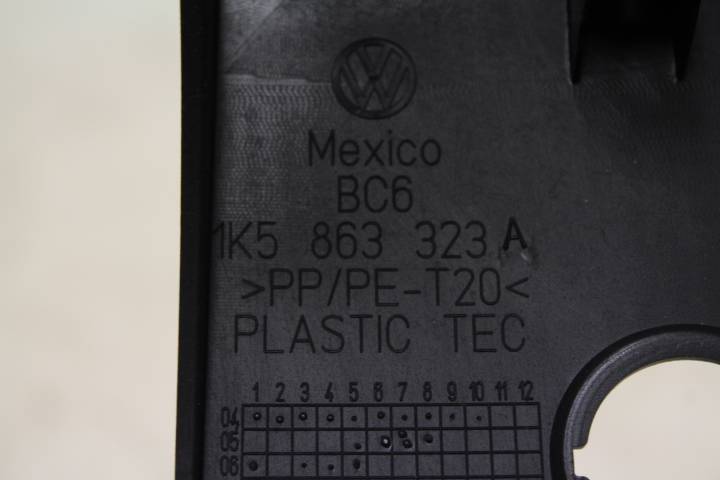 VW
Mexico
BC6
1K5 863 323 A
>PP/PE-T20<
PLASTIC TEC
1 2 3 4 5 6 7 8 9 10 11 12
04
05
06